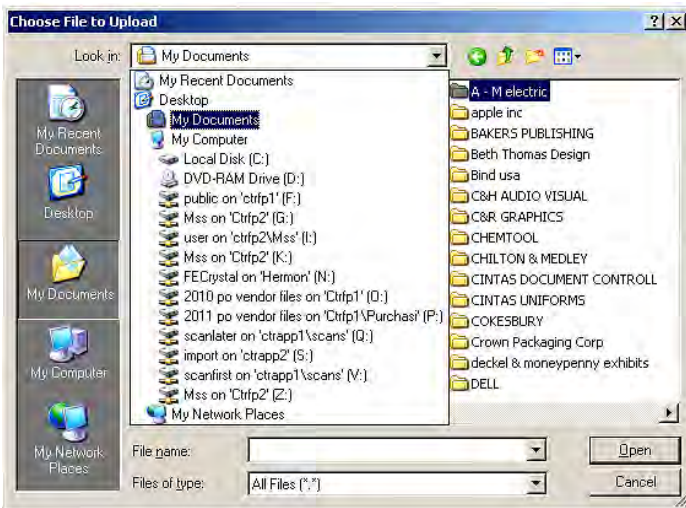 Choose File to Upload
Look in:
My Documents
My Recent Documents
Desktop
My Documents
My Computer
My Network Places
My Recent Documents
Desktop
My Documents
My Computer
Local Disk (C:)
DVD-RAM Drive (D:)
public on 'ctrfp1' (F:)
Mss on 'Ctrfp2' (G:)
user on 'ctrfp2\Mss' (I:)
Mss on 'Ctrfp2' (K:)
FECrystal on 'Hermon' (N:)
2010 po vendor files on 'Ctrfp1' (O:)
2011 po vendor files on 'Ctrfp1\Purchasi' (P:)
scanlater on 'ctrapp1\scans' (Q:)
import on 'ctrapp2' (S:)
scanfirst on 'ctrapp1\scans' (V:)
Mss on 'Ctrfp2' (Z:)
My Network Places
A - M electric
apple inc
BAKERS PUBLISHING
Beth Thomas Design
Bind usa
C&H AUDIO VISUAL
C&R GRAPHICS
CHEMTOOL
CHILTON & MEDLEY
CINTAS DOCUMENT CONTROLL
CINTAS UNIFORMS
COKESBURY
Crown Packaging Corp
deckel & moneypenny exhibits
DELL
File name:
Open
Files of type:
All Files (*.*)
Cancel